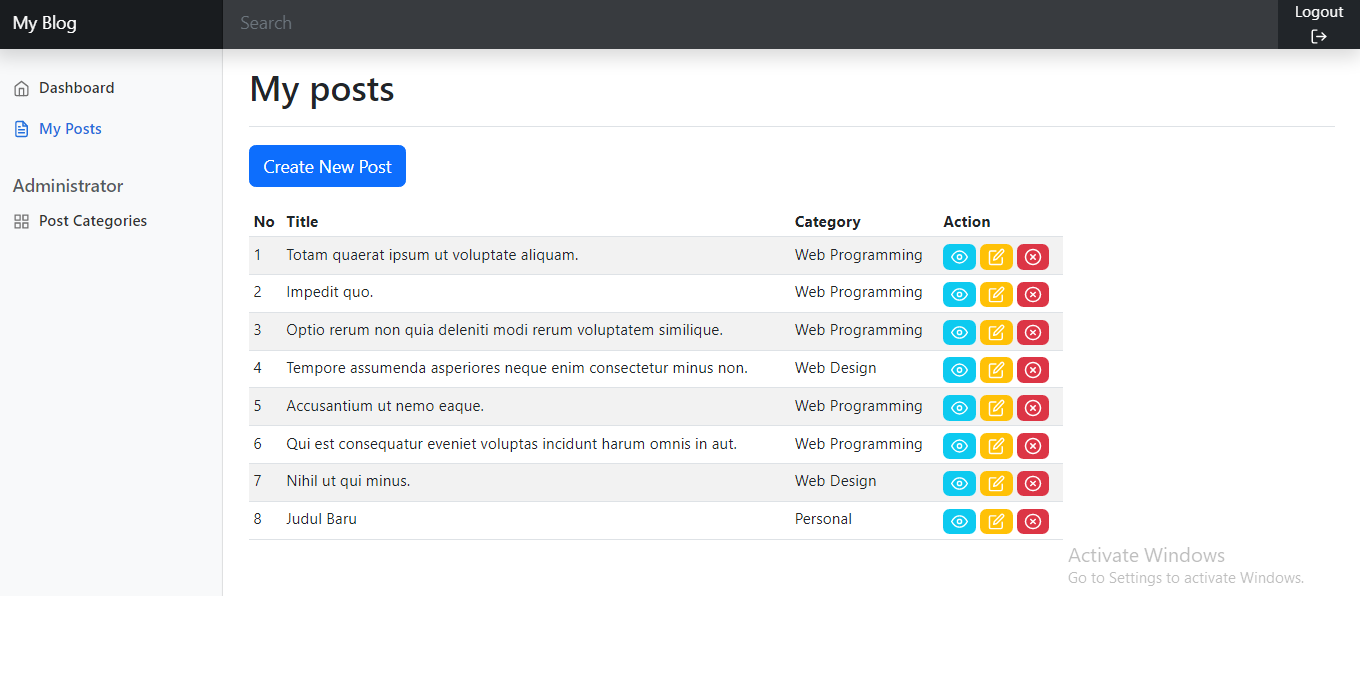 My Blog
Search
Logout
Dashboard
My Posts
Administrator
Post Categories
My posts
Create New Post
No Title Category Action
1 Totam quaerat ipsum ut voluptate aliquam. Web Programming
2 Impedit quo. Web Programming
3 Optio rerum non quia deleniti modi rerum voluptatem similique. Web Programming
4 Tempore assumenda asperiores neque enim consectetur minus non. Web Design
5 Accusantium ut nemo eaque. Web Programming
6 Qui est consequatur eveniet voluptas incidunt harum omnis in aut. Web Programming
7 Nihil ut qui minus. Web Design
8 Judul Baru Personal
Activate Windows
Go to Settings to activate Windows.